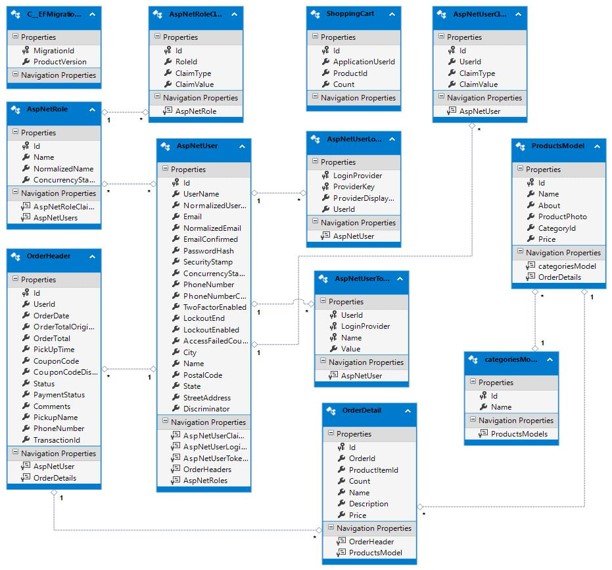 C__EFMigratio...
Properties
MigrationId
ProductVersion
Navigation Properties
AspNetRoleCl...
Properties
Id
RoleId
ClaimType
ClaimValue
Navigation Properties
AspNetRole
ShoppingCart
Properties
Id
ApplicationUserId
ProductId
Count
Navigation Properties
AspNetUserCl...
Properties
Id
UserId
ClaimType
ClaimValue
Navigation Properties
AspNetUser
AspNetRole
Properties
Id
Name
NormalizedName
ConcurrencySta...
Navigation Properties
AspNetRoleClai...
AspNetUsers
1
*
*
*
AspNetUser
Properties
Id
UserName
NormalizedUser...
Email
NormalizedEmail
EmailConfirmed
PasswordHash
SecurityStamp
ConcurrencySta...
PhoneNumber
PhoneNumberC...
TwoFactorEnabled
LockoutEnd
LockoutEnabled
AccessFailedCou...
City
Name
PostalCode
State
StreetAddress
Discriminator
Navigation Properties
AspNetUserClai...
AspNetUserLogi...
AspNetUserToke...
OrderHeaders
AspNetRoles
1
*
AspNetUserLo...
Properties
LoginProvider
ProviderKey
ProviderDisplay...
UserId
Navigation Properties
AspNetUser
*
ProductsModel
Properties
Id
Name
About
ProductPhoto
CategoryId
Price
Navigation Properties
categoriesModel
OrderDetails
*
1
OrderHeader
Properties
Id
UserId
OrderDate
OrderTotalOrigi...
OrderTotal
PickUpTime
CouponCode
CouponCodeDis...
Status
PaymentStatus
Comments
PickupName
PhoneNumber
TransactionId
Navigation Properties
AspNetUser
OrderDetails
*
1
1
*
1
AspNetUserTo...
Properties
UserId
LoginProvider
Name
Value
Navigation Properties
AspNetUser
1
categoriesMo...
Properties
Id
Name
Navigation Properties
ProductsModels
OrderDetail
Properties
Id
OrderId
ProductItemId
Count
Name
Description
Price
Navigation Properties
OrderHeader
ProductsModel
1
*
*